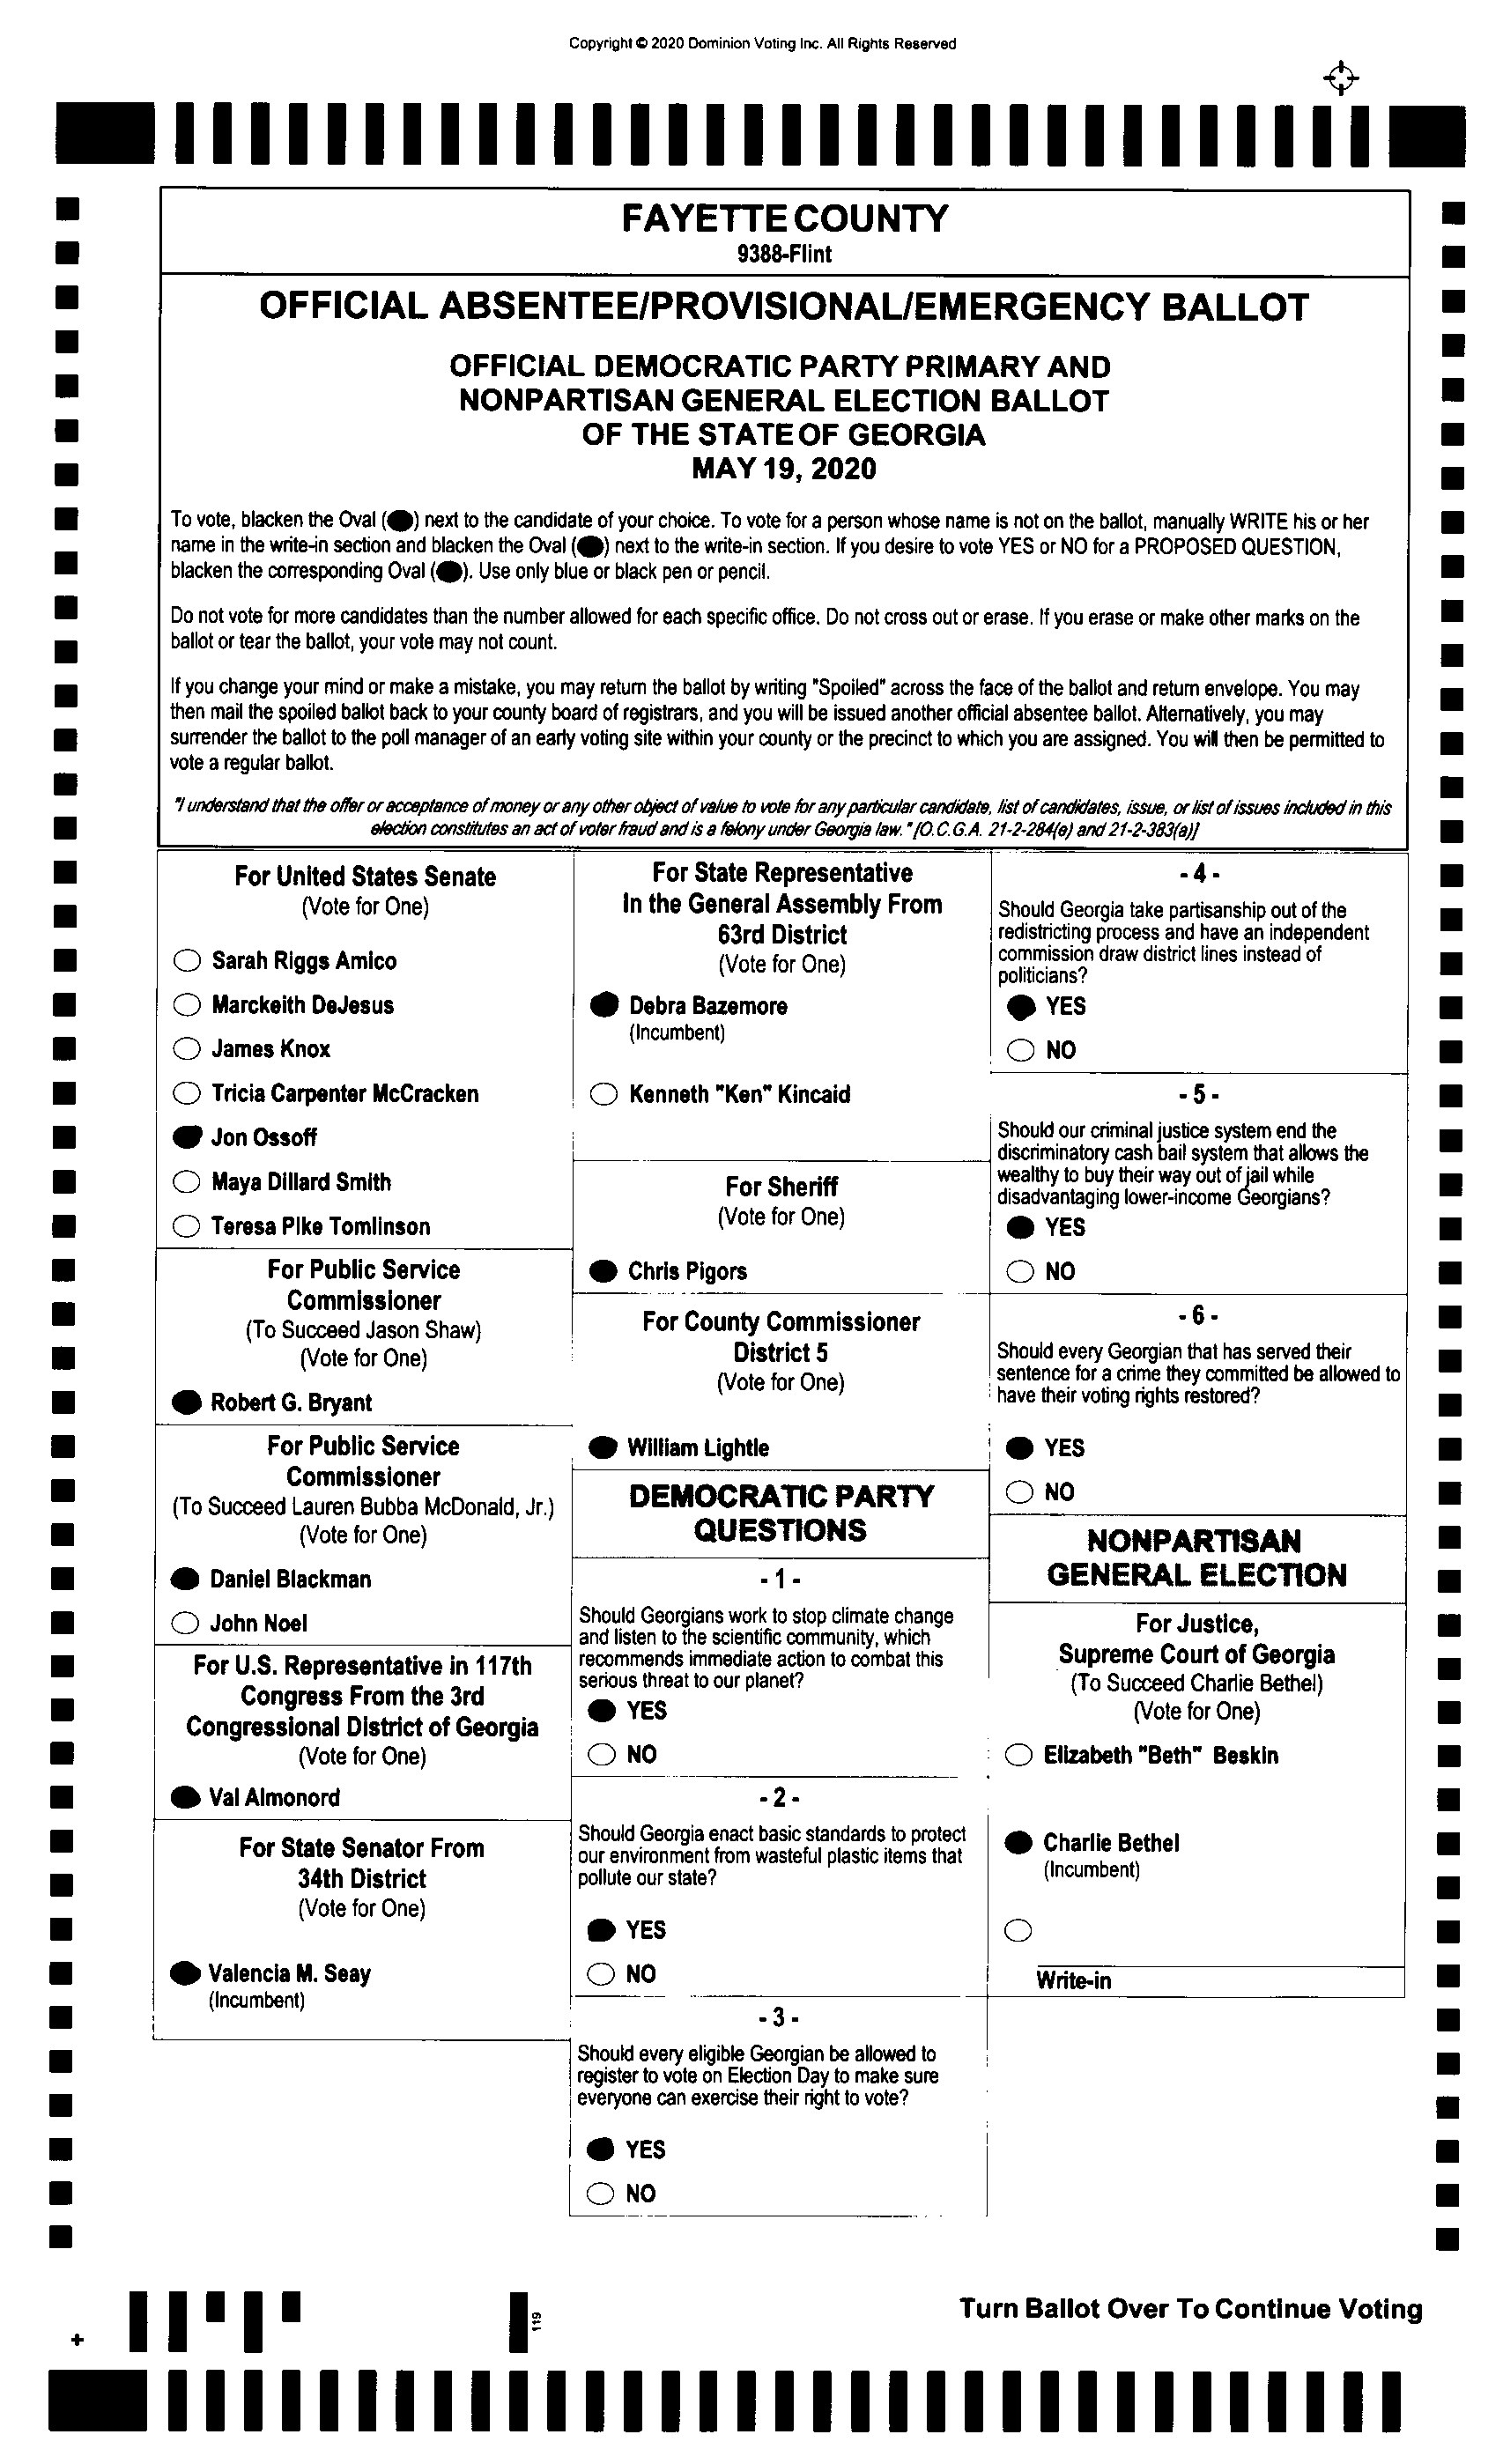 Copyright © 2020 Dominion Voting Inc. All Rights Reserved
FAYETTE COUNTY
9388-Flint
OFFICIAL ABSENTEE/PROVISIONAL/EMERGENCY BALLOT
OFFICIAL DEMOCRATIC PARTY PRIMARY AND
NONPARTISAN GENERAL ELECTION BALLOT
OF THE STATE OF GEORGIA
MAY 19, 2020
To vote, blacken the Oval (●) next to the candidate of your choice. To vote for a person whose name is not on the ballot, manually WRITE his or her
name in the write-in section and blacken the Oval (●) next to the write-in section. If you desire to vote YES or NO for a PROPOSED QUESTION,
blacken the corresponding Oval (●). Use only blue or black pen or pencil.
Do not vote for more candidates than the number allowed for each specific office. Do not cross out or erase. If you erase or make other marks on the
ballot or tear the ballot, your vote may not count.
If you change your mind or make a mistake, you may return the ballot by writing "Spoiled" across the face of the ballot and return envelope. You may
then mail the spoiled ballot back to your county board of registrars, and you will be issued another official absentee ballot. Alternatively, you may
surrender the ballot to the poll manager of an early voting site within your county or the precinct to which you are assigned. You will then be permitted to
vote a regular ballot.
"I understand that the offer or acceptance of money or any other object of value to vote for any particular candidate, list of candidates, issue, or list of issues included in this
election constitutes an act of voter fraud and is a felony under Georgia law." [O.C.G.A. 21-2-284(e) and 21-2-383(a)]
For United States Senate
(Vote for One)
Sarah Riggs Amico
Marckeith DeJesus
James Knox
Tricia Carpenter McCracken
Jon Ossoff
Maya Dillard Smith
Teresa Pike Tomlinson
For Public Service
Commissioner
(To Succeed Jason Shaw)
(Vote for One)
Robert G. Bryant
For Public Service
Commissioner
(To Succeed Lauren Bubba McDonald, Jr.)
(Vote for One)
Daniel Blackman
John Noel
For U.S. Representative in 117th
Congress From the 3rd
Congressional District of Georgia
(Vote for One)
Val Almonord
For State Senator From
34th District
(Vote for One)
Valencia M. Seay
(Incumbent)
For State Representative
In the General Assembly From
63rd District
(Vote for One)
Debra Bazemore
(Incumbent)
Kenneth "Ken" Kincaid
For Sheriff
(Vote for One)
Chris Pigors
For County Commissioner
District 5
(Vote for One)
William Lightle
DEMOCRATIC PARTY
QUESTIONS
- 1 -
Should Georgians work to stop climate change
and listen to the scientific community, which
recommends immediate action to combat this
serious threat to our planet?
YES
NO
- 2 -
Should Georgia enact basic standards to protect
our environment from wasteful plastic items that
pollute our state?
YES
NO
- 3 -
Should every eligible Georgian be allowed to
register to vote on Election Day to make sure
everyone can exercise their right to vote?
YES
NO
- 4 -
Should Georgia take partisanship out of the
redistricting process and have an independent
commission draw district lines instead of
politicians?
YES
NO
- 5 -
Should our criminal justice system end the
discriminatory cash bail system that allows the
wealthy to buy their way out of jail while
disadvantaging lower-income Georgians?
YES
NO
- 6 -
Should every Georgian that has served their
sentence for a crime they committed be allowed to
have their voting rights restored?
YES
NO
NONPARTISAN
GENERAL ELECTION
For Justice,
Supreme Court of Georgia
(To Succeed Charlie Bethel)
(Vote for One)
Elizabeth "Beth" Beskin
Charlie Bethel
(Incumbent)
Write-in
Turn Ballot Over To Continue Voting
119